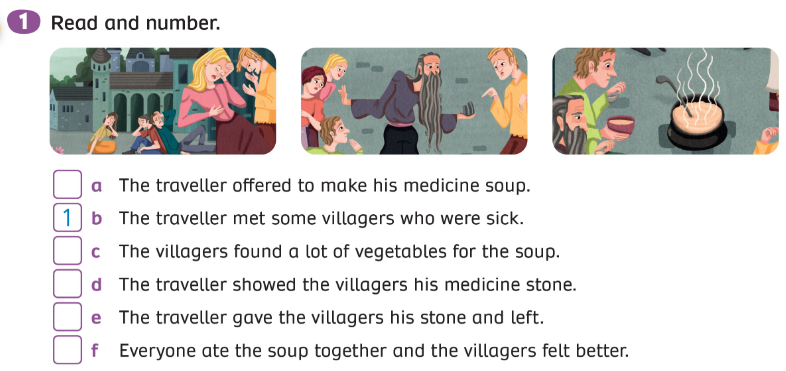 1 Read and number.
a The traveller offered to make his medicine soup.
1 b The traveller met some villagers who were sick.
c The villagers found a lot of vegetables for the soup.
d The traveller showed the villagers his medicine stone.
e The traveller gave the villagers his stone and left.
f Everyone ate the soup together and the villagers felt better.